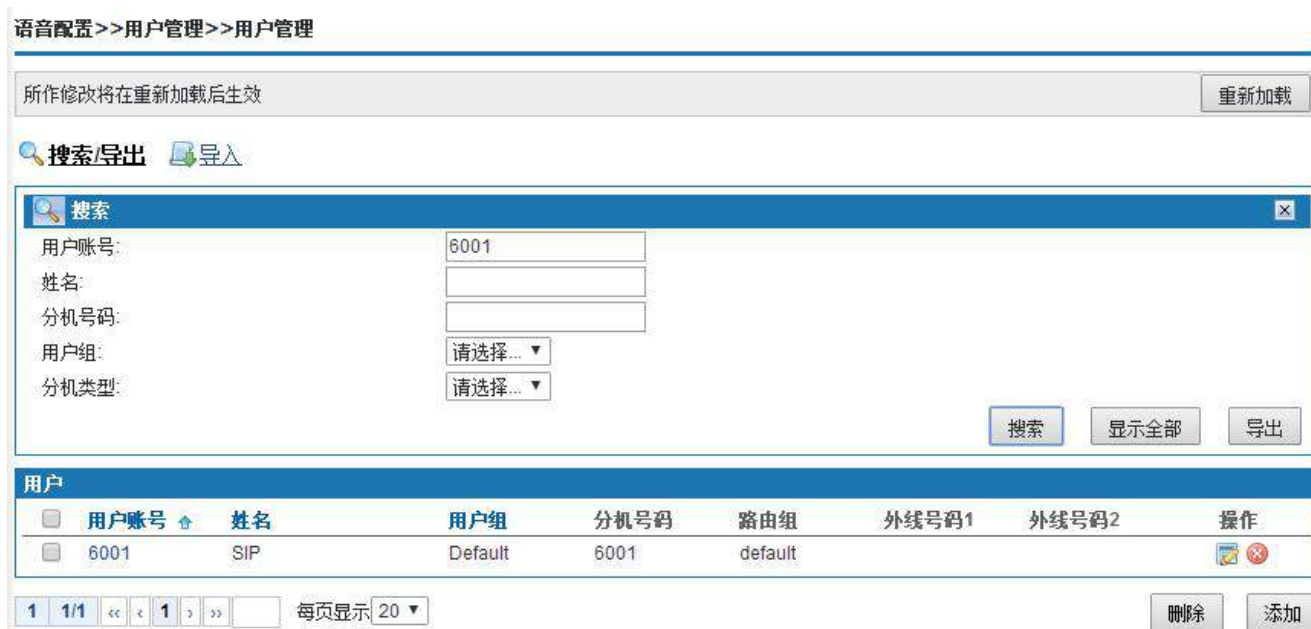 语音配置>>用户管理>>用户管理
所作修改将在重新加载后生效 重新加载
搜索/导出 导入
搜索
用户账号: 6001
姓名:
分机号码:
用户组: 请选择...
分机类型: 请选择...
搜索 显示全部 导出
用户
用户账号 姓名 用户组 分机号码 路由组 外线号码1 外线号码2 操作
6001 SIP Default 6001 default
1 1/1 « ‹ 1 › » 每页显示 20 删除 添加